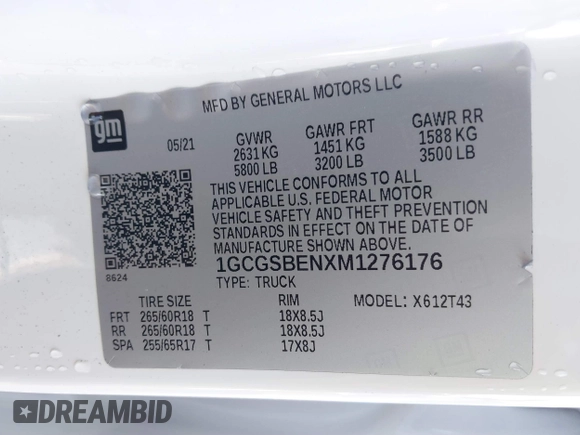 MFD BY GENERAL MOTORS LLC
gm
05/21 GVWR GAWR FRT GAWR RR
2631 KG 1451 KG 1588 KG
5800 LB 3200 LB 3500 LB
THIS VEHICLE CONFORMS TO ALL
APPLICABLE U.S. FEDERAL MOTOR
VEHICLE SAFETY AND THEFT PREVENTION
STANDARDS IN EFFECT ON THE DATE OF
MANUFACTURE SHOWN ABOVE.
8624 1GCGSBENXM1276176
TYPE: TRUCK
TIRE SIZE RIM MODEL: X612T43
FRT 265/60R18 T 18X8.5J
RR 265/60R18 T 18X8.5J
SPA 255/65R17 T 17X8J
DREAMBID